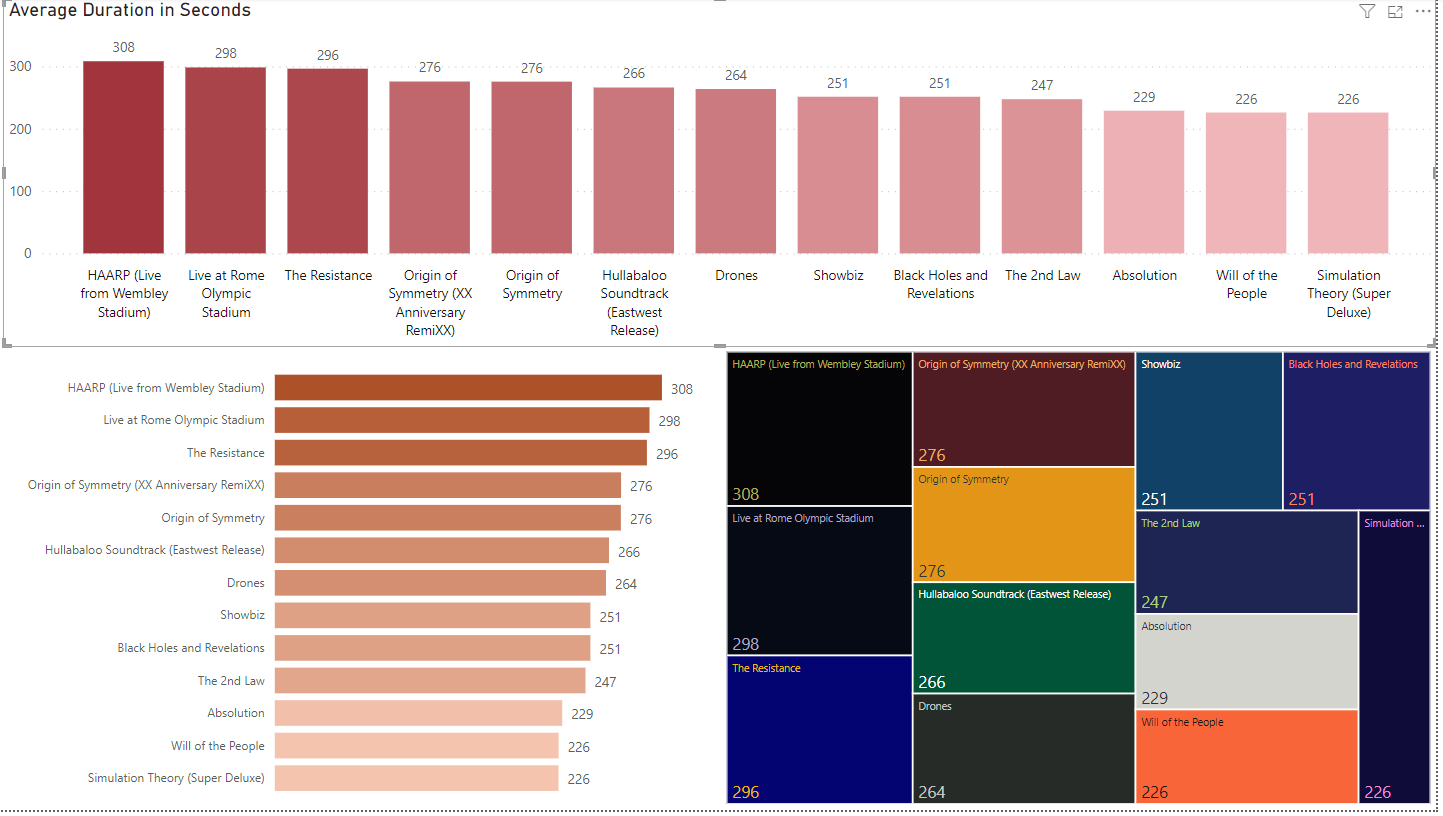 Average Duration in Seconds
308
298
296
276
276
266
264
251
251
247
229
226
226
300
200
100
0
HAARP (Live
from Wembley
Stadium)
Live at Rome
Olympic
Stadium
The Resistance
Origin of
Symmetry (XX
Anniversary
RemiXX)
Origin of
Symmetry
Hullabaloo
Soundtrack
(Eastwest
Release)
Drones
Showbiz
Black Holes and
Revelations
The 2nd Law
Absolution
Will of the
People
Simulation
Theory (Super
Deluxe)
HAARP (Live from Wembley Stadium) 308
Live at Rome Olympic Stadium 298
The Resistance 296
Origin of Symmetry (XX Anniversary RemiXX) 276
Origin of Symmetry 276
Hullabaloo Soundtrack (Eastwest Release) 266
Drones 264
Showbiz 251
Black Holes and Revelations 251
The 2nd Law 247
Absolution 229
Will of the People 226
Simulation Theory (Super Deluxe) 226
HAARP (Live from Wembley Stadium)
308
Live at Rome Olympic Stadium
298
The Resistance
296
Origin of Symmetry (XX Anniversary RemiXX)
276
Origin of Symmetry
276
Hullabaloo Soundtrack (Eastwest Release)
266
Drones
264
Showbiz
251
Black Holes and Revelations
251
The 2nd Law
247
Absolution
229
Will of the People
226
Simulation ...
226